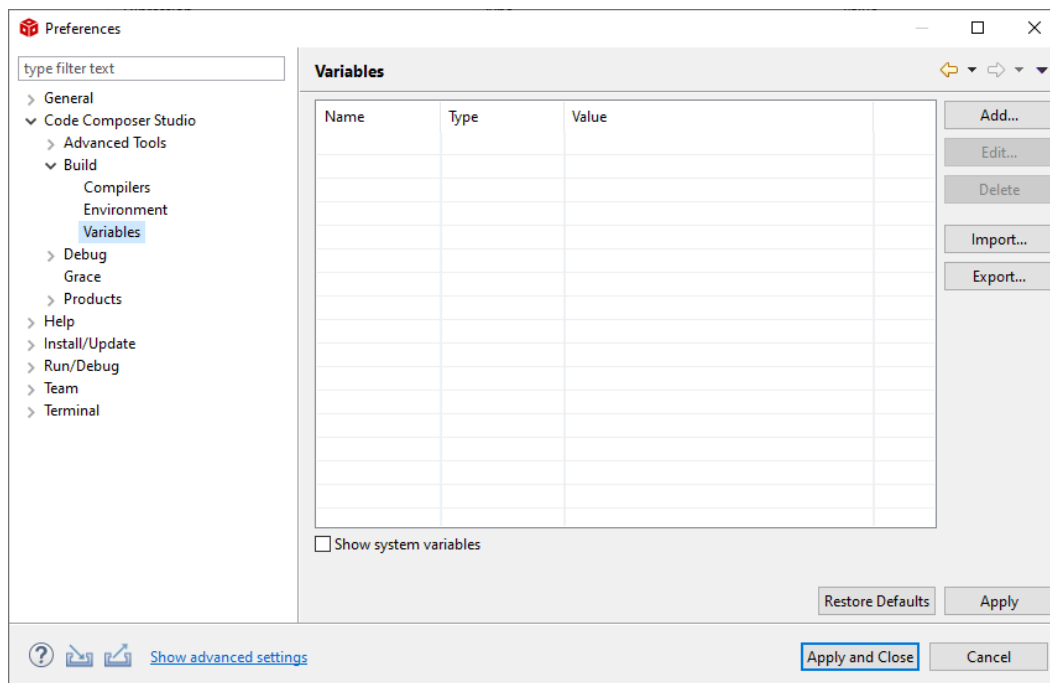 Preferences
type filter text
Variables
General
Code Composer Studio
Advanced Tools
Build
Compilers
Environment
Variables
Debug
Grace
Products
Help
Install/Update
Run/Debug
Team
Terminal
Name Type Value
Add...
Edit...
Delete
Import...
Export...
Show system variables
Restore Defaults Apply
Show advanced settings
Apply and Close Cancel